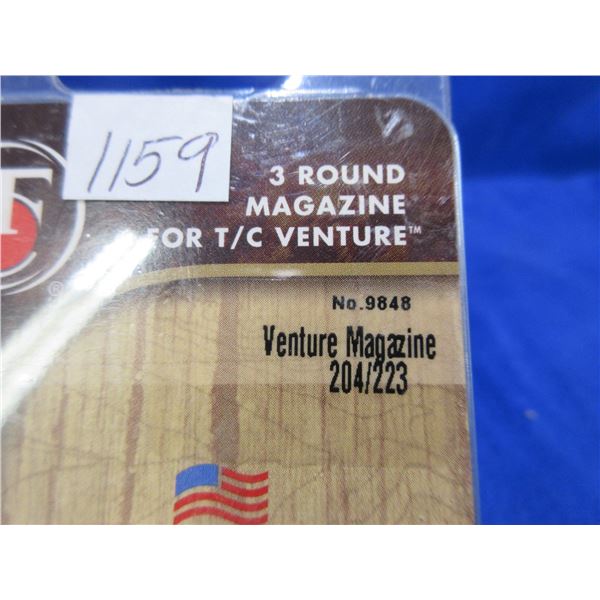 1159
3 ROUND
MAGAZINE
FOR T/C VENTURE™
®
No.9848
Venture Magazine
204/223